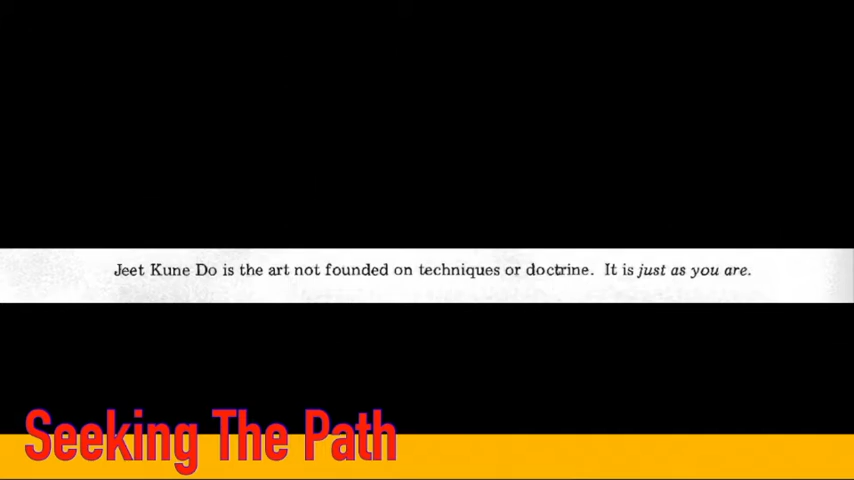 Jeet Kune Do is the art not founded on techniques or doctrine. It is just as you are.
Seeking The Path